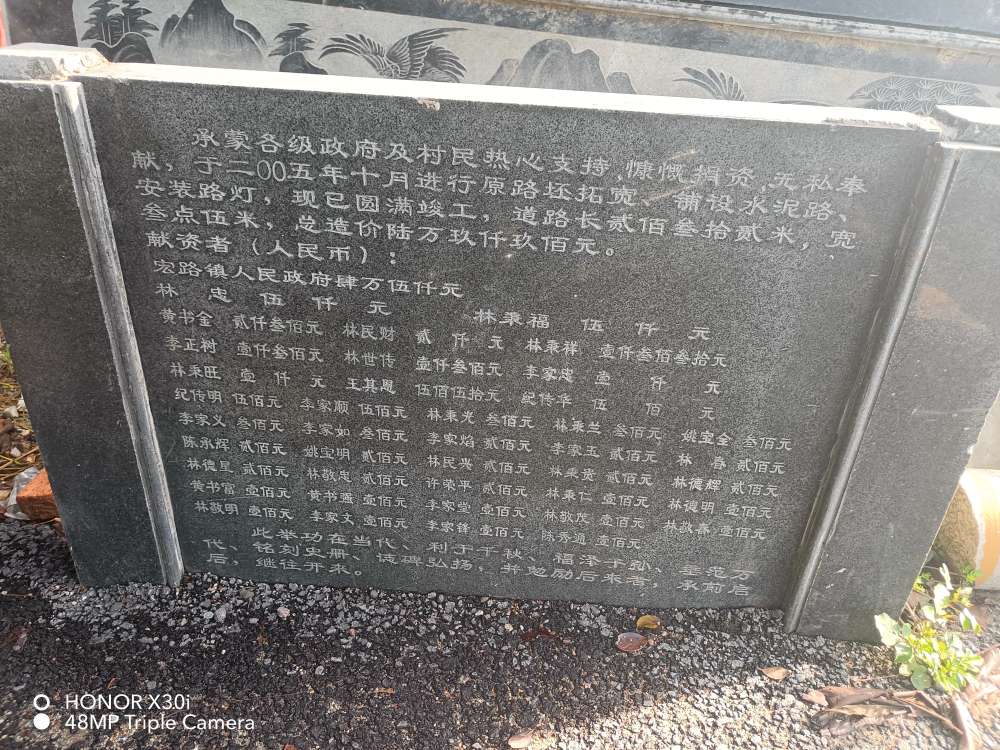 承蒙各级政府及村民热心支持,慷慨捐资,无私奉
献,于二00五年十月进行原路坯拓宽、铺设水泥路、
安装路灯,现已圆满竣工,道路长贰佰叁拾贰米,宽
叁点伍米,总造价陆万玖仟玖佰元。
献资者(人民币):
宏路镇人民政府肆万伍仟元
林忠 伍仟元 林秉福 伍仟元
黄书金 贰仟叁佰元 林民财 贰仟元 林秉祥 壹仟叁佰叁拾元
李正树 壹仟叁佰元 林世传 壹仟叁佰元 李家忠 壹仟元
林秉旺 壹仟元 王其恩 伍佰伍拾元 纪传华 伍佰元
纪传明 伍佰元 李家顺 伍佰元 林秉光 叁佰元 林秉兰 叁佰元 姚宝金 叁佰元
李家义 叁佰元 李家如 叁佰元 李家焰 贰佰元 李家玉 贰佰元 林春 贰佰元
陈永辉 贰佰元 姚宝明 贰佰元 林民兴 贰佰元 林秉贵 贰佰元 林德辉 贰佰元
林德星 贰佰元 林敬忠 贰佰元 许荣平 贰佰元 林秉仁 壹佰元 林德明 壹佰元
黄书富 壹佰元 黄书强 壹佰元 李家堂 壹佰元 林敬茂 壹佰元 林敬喜 壹佰元
林敬明 壹佰元 李家文 壹佰元 李家锋 壹佰元 陈秀通 壹佰元
此举功在当代、利于千秋、福泽子孙、垂范万
代、铭刻史册、该碑弘扬,并勉励后来者,承前启
后,继往开来。
HONOR X30i
48MP Triple Camera